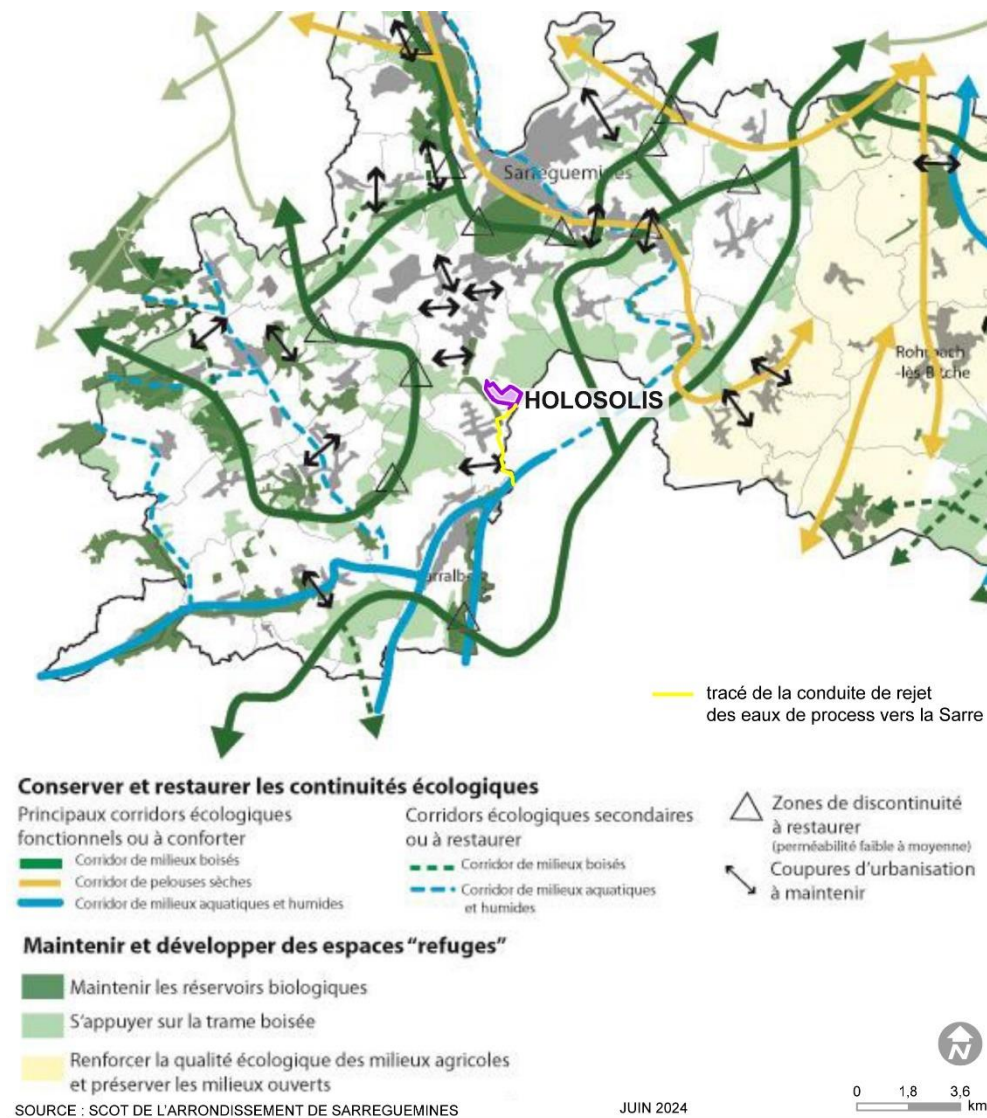 Sarreguemines
Rohrbach
-lès-Bitche
HOLOSOLIS
tracé de la conduite de rejet
des eaux de process vers la Sarre
Conserver et restaurer les continuités écologiques
Principaux corridors écologiques
fonctionnels ou à conforter
Corridor de milieux boisés
Corridor de pelouses sèches
Corridor de milieux aquatiques et humides
Corridors écologiques secondaires
ou à restaurer
Corridor de milieux boisés
Corridor de milieux aquatiques
et humides
Zones de discontinuité
à restaurer
(perméabilité faible à moyenne)
Coupures d'urbanisation
à maintenir
Maintenir et développer des espaces "refuges"
Maintenir les réservoirs biologiques
S'appuyer sur la trame boisée
Renforcer la qualité écologique des milieux agricoles
et préserver les milieux ouverts
N
0 1,8 3,6
km
SOURCE : SCOT DE L'ARRONDISSEMENT DE SARREGUEMINES
JUIN 2024